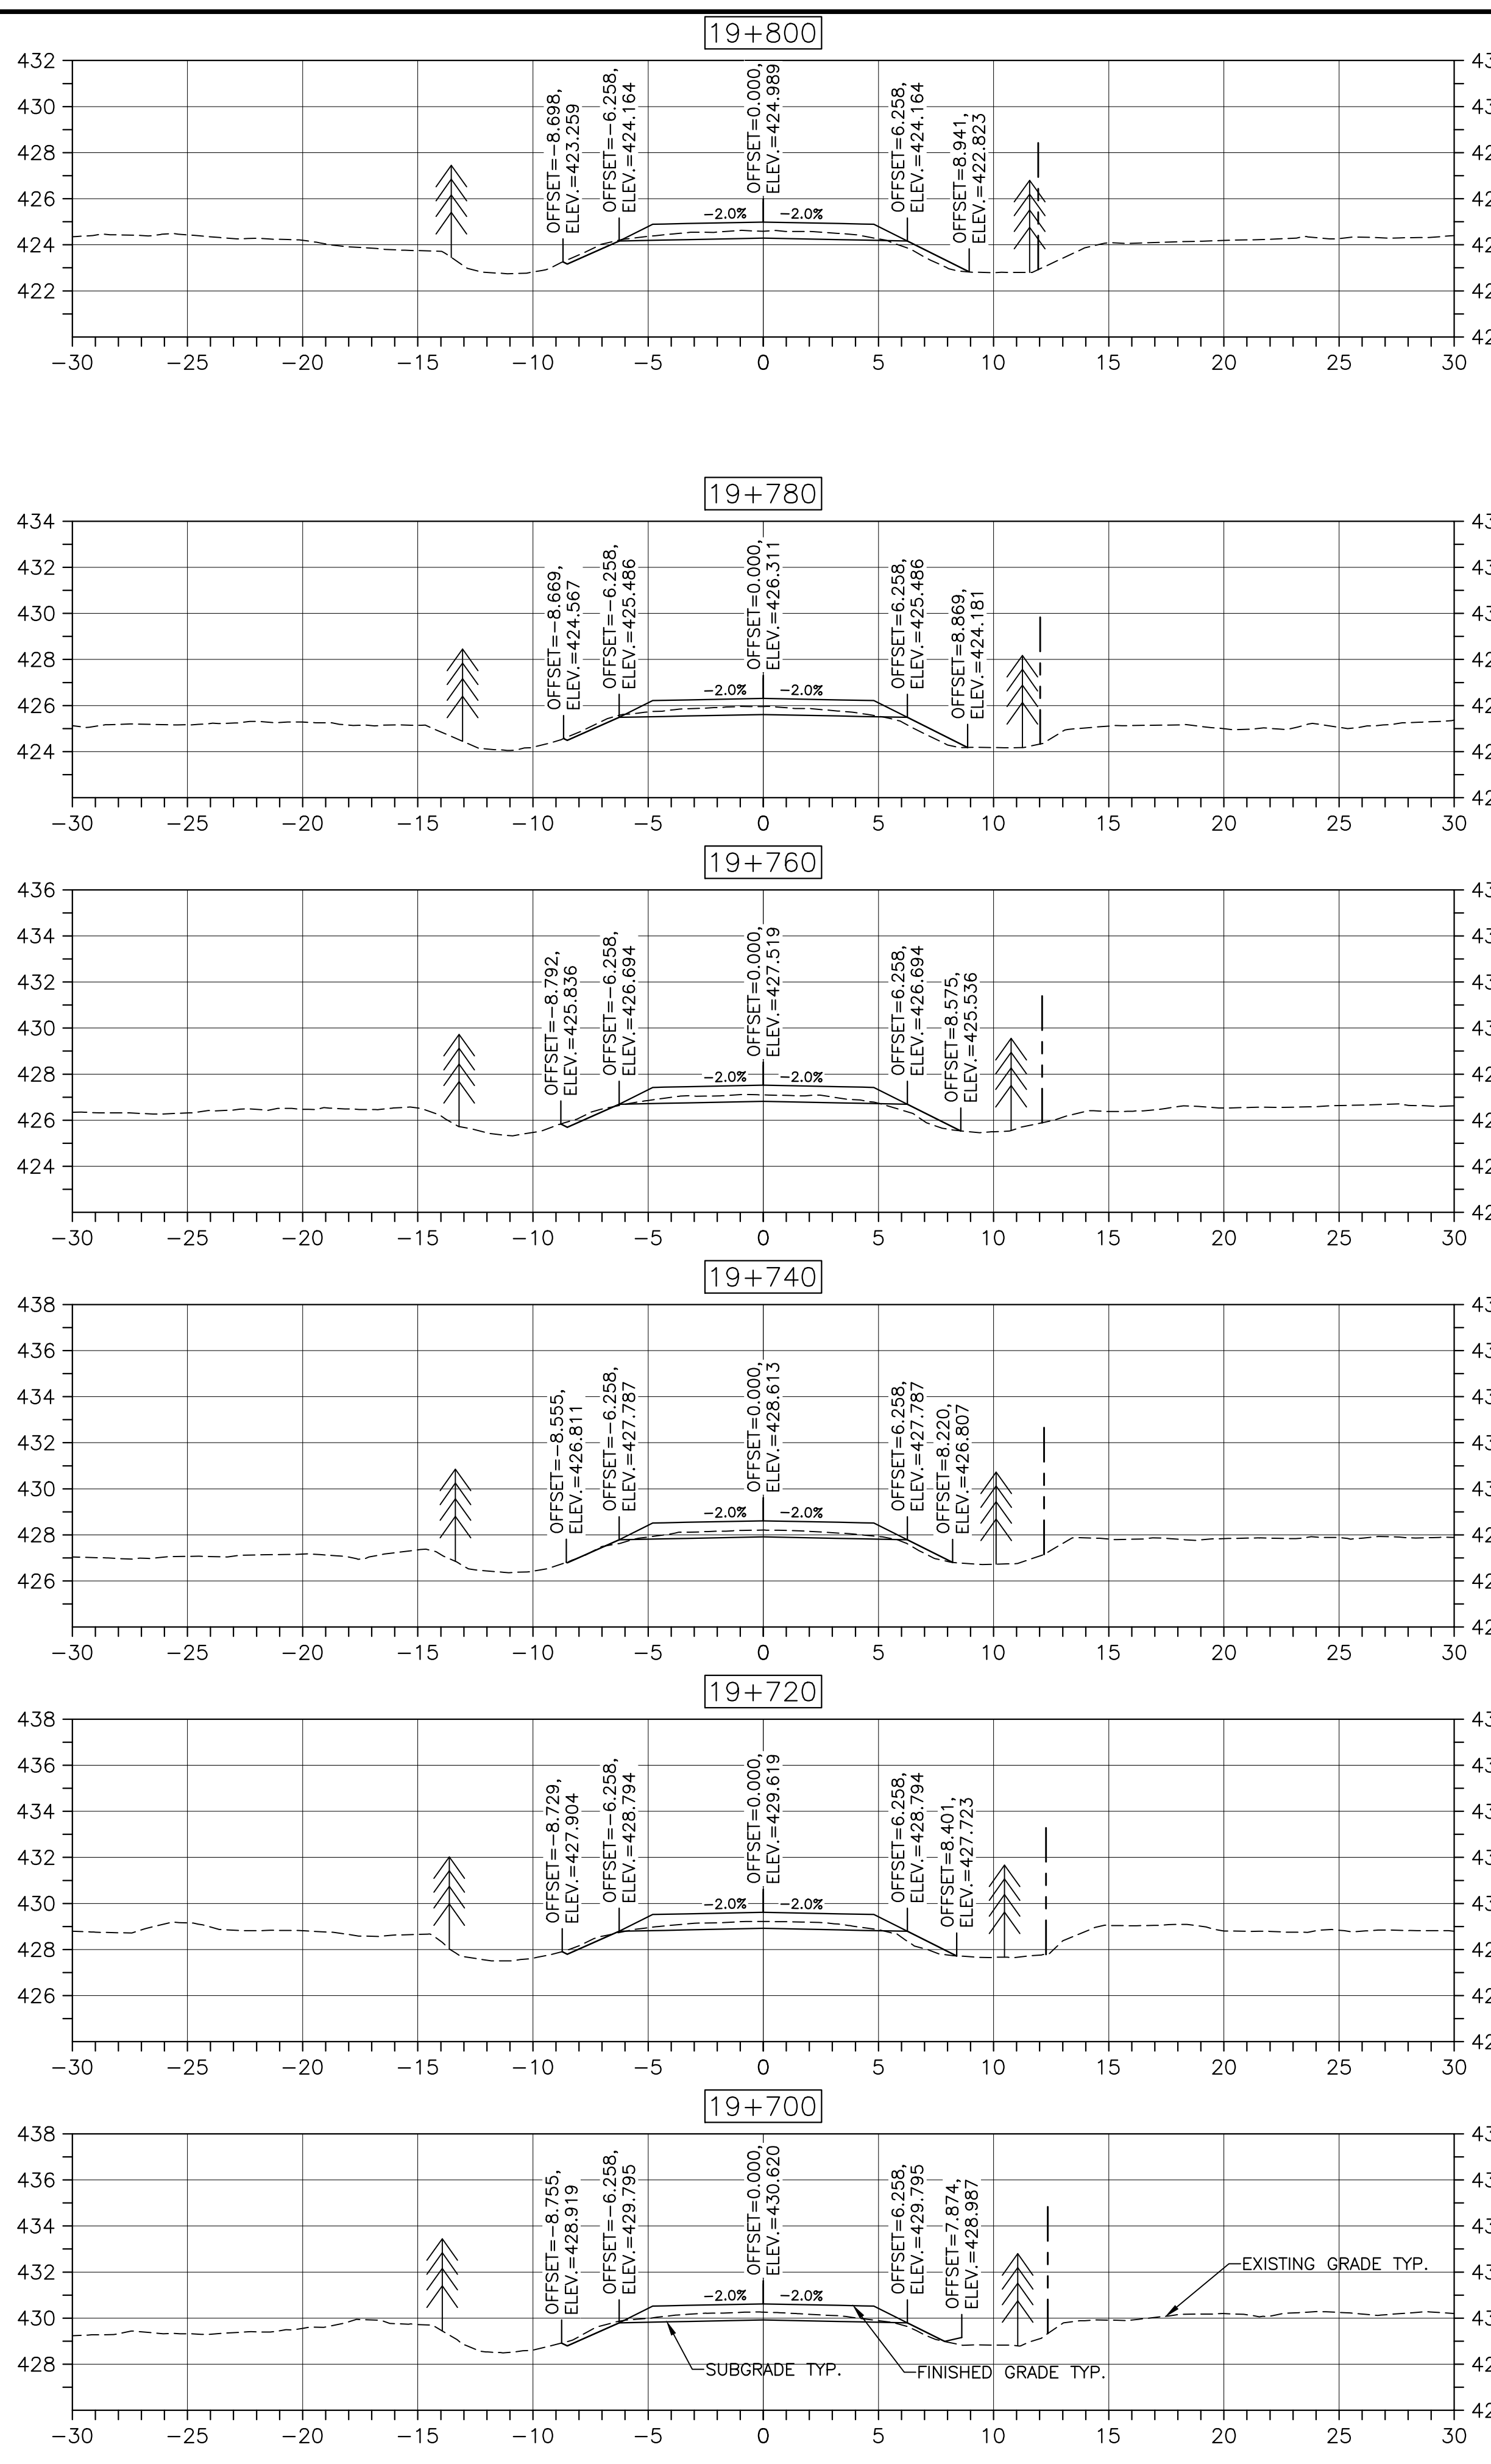 19+800
432
430
428
426
424
422
OFFSET=-8.698,
ELEV.=423.259
OFFSET=-6.258,
ELEV.=424.164
OFFSET=0.000,
ELEV.=424.989
OFFSET=6.258,
ELEV.=424.164
OFFSET=8.941,
ELEV.=422.823
-2.0% -2.0%
-30 -25 -20 -15 -10 -5 0 5 10 15 20 25 30
19+780
434
432
430
428
426
424
OFFSET=-8.669,
ELEV.=424.567
OFFSET=-6.258,
ELEV.=425.486
OFFSET=0.000,
ELEV.=426.311
OFFSET=6.258,
ELEV.=425.486
OFFSET=8.869,
ELEV.=424.181
-2.0% -2.0%
-30 -25 -20 -15 -10 -5 0 5 10 15 20 25 30
19+760
436
434
432
430
428
426
424
OFFSET=-8.792,
ELEV.=425.836
OFFSET=-6.258,
ELEV.=426.694
OFFSET=0.000,
ELEV.=427.519
OFFSET=6.258,
ELEV.=426.694
OFFSET=8.575,
ELEV.=425.536
-2.0% -2.0%
-30 -25 -20 -15 -10 -5 0 5 10 15 20 25 30
19+740
438
436
434
432
430
428
426
OFFSET=-8.555,
ELEV.=426.811
OFFSET=-6.258,
ELEV.=427.787
OFFSET=0.000,
ELEV.=428.613
OFFSET=6.258,
ELEV.=427.787
OFFSET=8.220,
ELEV.=426.807
-2.0% -2.0%
-30 -25 -20 -15 -10 -5 0 5 10 15 20 25 30
19+720
438
436
434
432
430
428
426
OFFSET=-8.729,
ELEV.=427.904
OFFSET=-6.258,
ELEV.=428.794
OFFSET=0.000,
ELEV.=429.619
OFFSET=6.258,
ELEV.=428.794
OFFSET=8.401,
ELEV.=427.723
-2.0% -2.0%
-30 -25 -20 -15 -10 -5 0 5 10 15 20 25 30
19+700
438
436
434
432
430
428
OFFSET=-8.755,
ELEV.=428.919
OFFSET=-6.258,
ELEV.=429.795
OFFSET=0.000,
ELEV.=430.620
OFFSET=6.258,
ELEV.=429.795
OFFSET=7.874,
ELEV.=428.987
-2.0% -2.0%
EXISTING GRADE TYP.
SUBGRADE TYP.
FINISHED GRADE TYP.
-30 -25 -20 -15 -10 -5 0 5 10 15 20 25 30